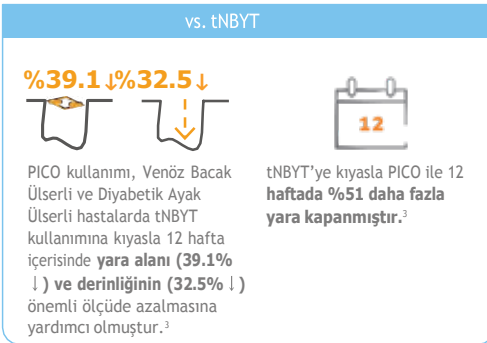 vs. tNBYT
%39.1 ↓ %32.5 ↓
PICO kullanımı, Venöz Bacak
Ülserli ve Diyabetik Ayak
Ülserli hastalarda tNBYT
kullanımına kıyasla 12 hafta
içerisinde yara alanı (39.1%
↓) ve derinliğinin (32.5%↓)
önemli ölçüde azalmasına
yardımcı olmuştur.³
12
tNBYT’ye kıyasla PICO ile 12
haftada %51 daha fazla
yara kapanmıştır.³